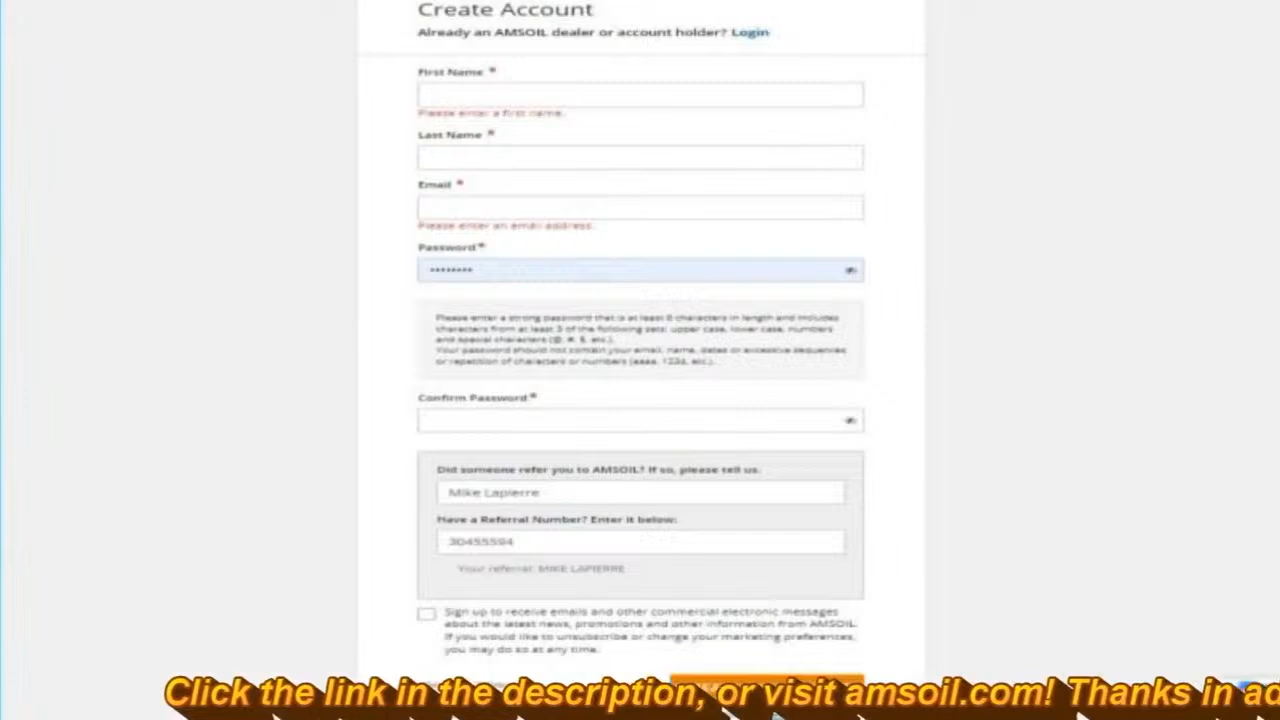 Create Account
Already an AMSOIL dealer or account holder? Login
First Name *
Please enter a first name.
Last Name *
Email *
Please enter an email address.
Password*
••••••••
Please enter a strong password that is at least 8 characters in length and includes
characters from at least 3 of the following sets: upper case, lower case, numbers
and special characters (@, #, $, etc.).
Your password should not contain your email, name, dates or excessive sequences
or repetition of characters or numbers (aaaa, 1234, etc.).
Confirm Password*
Did someone refer you to AMSOIL? If so, please tell us.
Mike Lapierre
Have a Referral Number? Enter it below:
30455594
Your referral: MIKE LAPIERRE
Sign up to receive emails and other commercial electronic messages
about the latest news, promotions and other information from AMSOIL.
If you would like to unsubscribe or change your marketing preferences,
you may do so at any time.
Click the link in the description, or visit amsoil.com! Thanks in ad